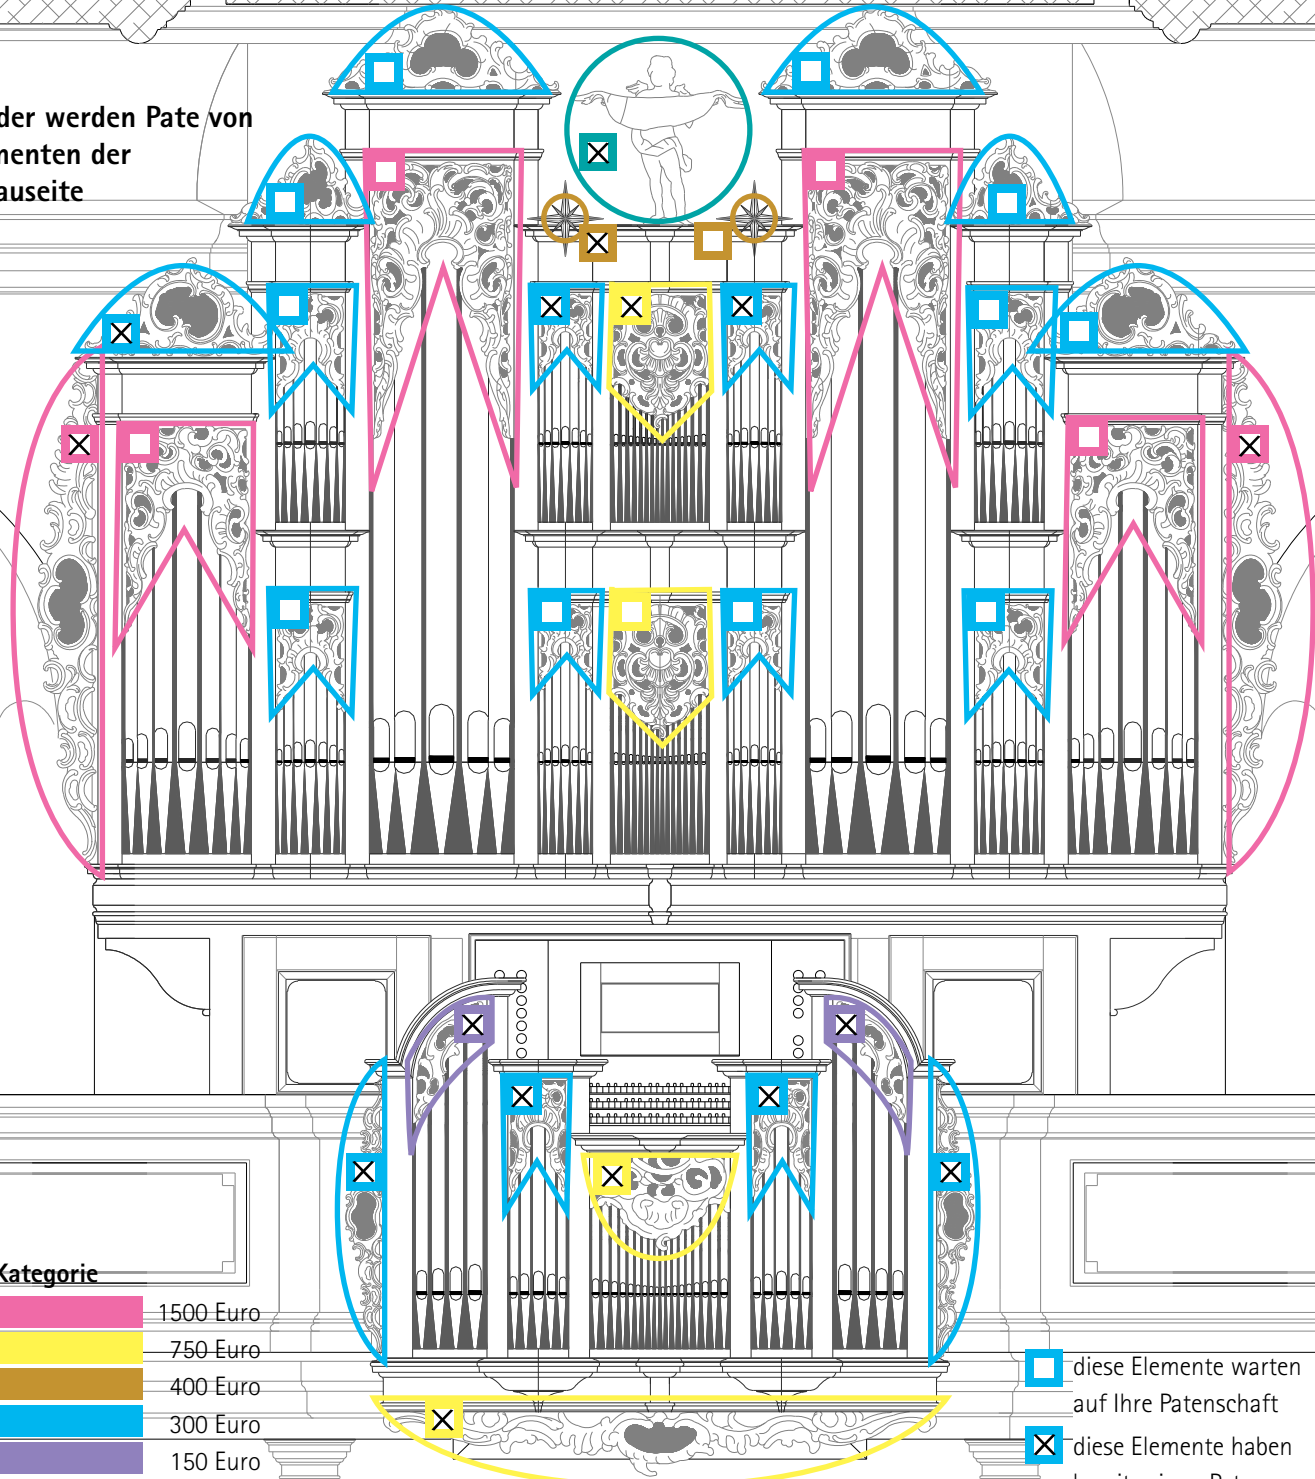 der werden Pate von
menten der
auseite
Kategorie
1500 Euro
750 Euro
400 Euro
300 Euro
150 Euro
diese Elemente warten
auf Ihre Patenschaft
diese Elemente haben